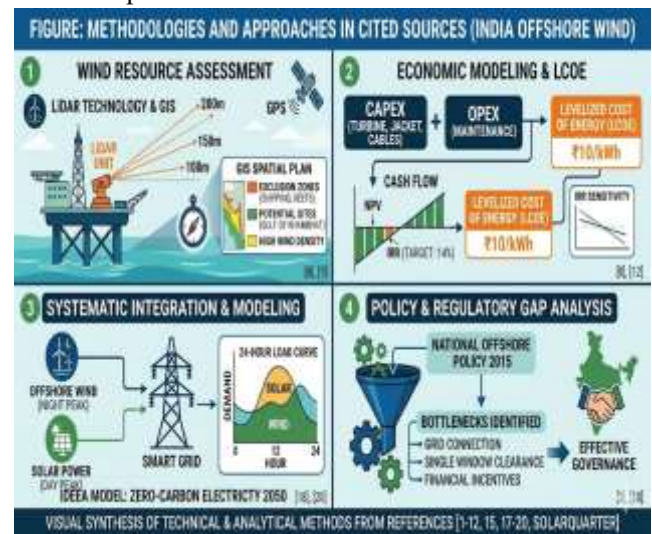 FIGURE: METHODOLOGIES AND APPROACHES IN CITED SOURCES (INDIA OFFSHORE WIND)
1 WIND RESOURCE ASSESSMENT
LIDAR TECHNOLOGY & GIS
200m
GPS
LIDAR
UNIT
150m
100m
GIS SPATIAL PLAN
EXCLUSION ZONES
POTENTIAL SITES
HIGH WIND DENSITY
2 ECONOMIC MODELING & LCOE
CAPEX
(TURBINE, JACKET,
CABLES)
+
OPEX
(MAINTENANCE)
LEVELIZED COST
OF ENERGY (LCOE)
₹10/kWh
CASH FLOW
NPV
IRR (TARGET: 14%)
LEVELIZED COST
OF ENERGY (LCOE)
₹10/kWh
IRR SENSITIVITY
3 SYSTEMATIC INTEGRATION & MODELING
OFFSHORE WIND
(NIGHT PEAK)
SOLAR POWER
(DAY PEAK)
SMART GRID
24-HOUR LOAD CURVE
DEMAND
SOLAR
WIND
0 12 24
HOUR
IDEEA MODEL: ZERO-CARBON ELECTRICTY 2050
4 POLICY & REGULATORY GAP ANALYSIS
NATIONAL OFFSHORE
POLICY 2015
BOTTLENECKS IDENTIFIED
GRID CONNECTION
SINGLE WINDOW CLEARANCE
FINANCIAL INCENTIVES
EFFECTIVE
GOVERNANCE
VISUAL SYNTHESIS OF TECHNICAL & ANALYTICAL METHODS FROM REFERENCES [1-12, 15, 17-20, SOLARQUARTER]